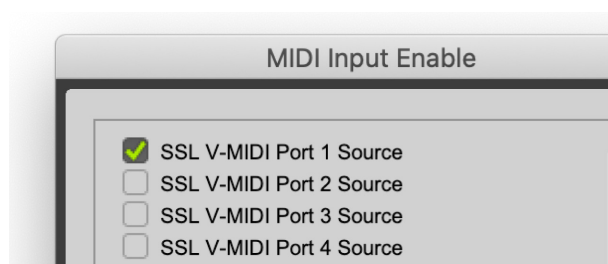 MIDI Input Enable
SSL V-MIDI Port 1 Source
SSL V-MIDI Port 2 Source
SSL V-MIDI Port 3 Source
SSL V-MIDI Port 4 Source